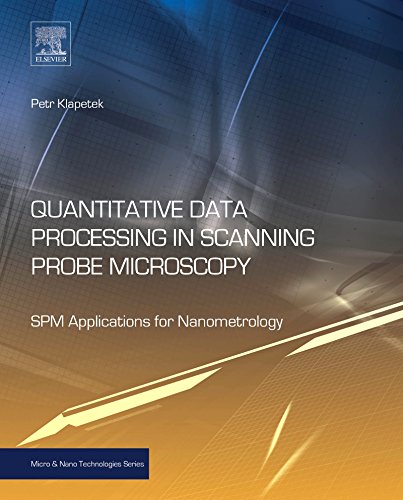 ELSEVIER
Petr Klapetek
QUANTITATIVE DATA
PROCESSING IN SCANNING
PROBE MICROSCOPY
SPM Applications for Nanometrology
Micro & Nano Technologies Series